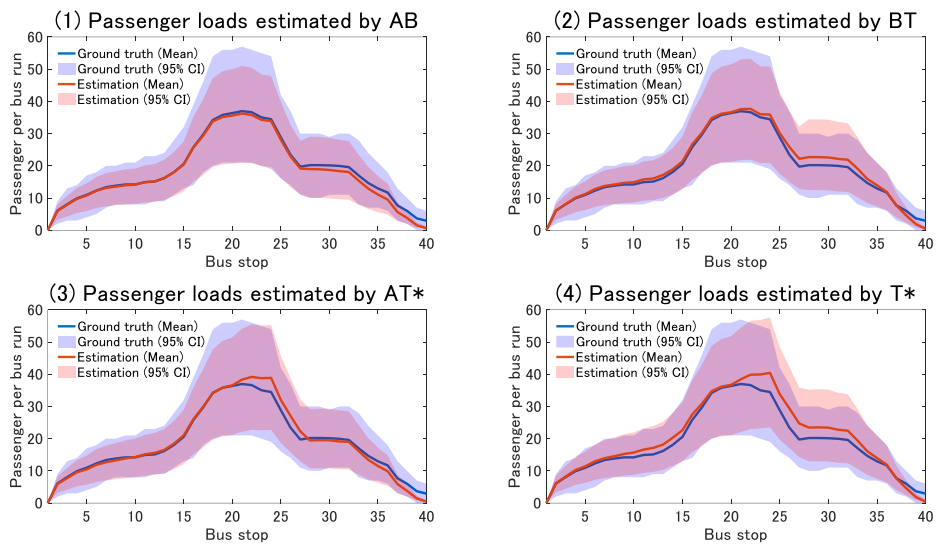 (1) Passenger loads estimated by AB
Passenger per bus run
60
50
40
30
20
10
0
Ground truth (Mean)
Ground truth (95% CI)
Estimation (Mean)
Estimation (95% CI)
5 10 15 20 25 30 35 40
Bus stop
(2) Passenger loads estimated by BT
Passenger per bus run
60
50
40
30
20
10
0
Ground truth (Mean)
Ground truth (95% CI)
Estimation (Mean)
Estimation (95% CI)
5 10 15 20 25 30 35 40
Bus stop
(3) Passenger loads estimated by AT*
Passenger per bus run
60
50
40
30
20
10
0
Ground truth (Mean)
Ground truth (95% CI)
Estimation (Mean)
Estimation (95% CI)
5 10 15 20 25 30 35 40
Bus stop
(4) Passenger loads estimated by T*
Passenger per bus run
60
50
40
30
20
10
0
Ground truth (Mean)
Ground truth (95% CI)
Estimation (Mean)
Estimation (95% CI)
5 10 15 20 25 30 35 40
Bus stop